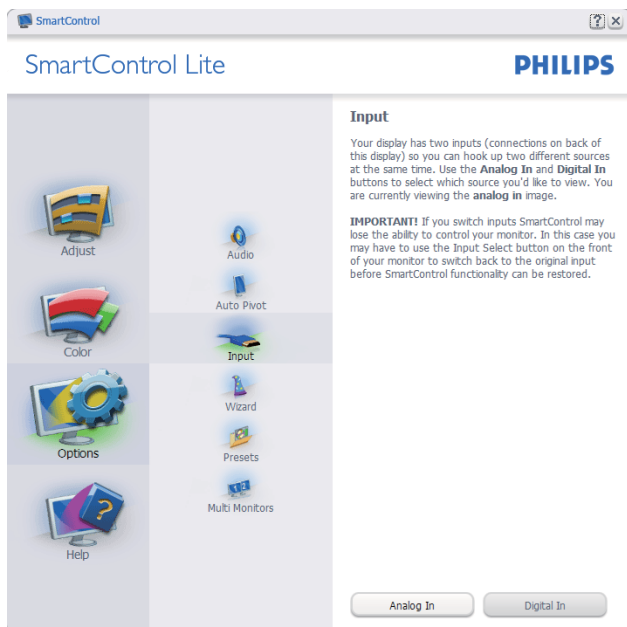 SmartControl
SmartControl Lite
PHILIPS
Adjust
Color
Options
Help
Audio
Auto Pivot
Input
Wizard
Presets
Multi Monitors
Input
Your display has two inputs (connections on back of
this display) so you can hook up two different sources
at the same time. Use the Analog In and Digital In
buttons to select which source you'd like to view. You
are currently viewing the analog in image.
IMPORTANT! If you switch inputs SmartControl may
lose the ability to control your monitor. In this case you
may have to use the Input Select button on the front
of your monitor to switch back to the original input
before SmartControl functionality can be restored.
Analog In
Digital In